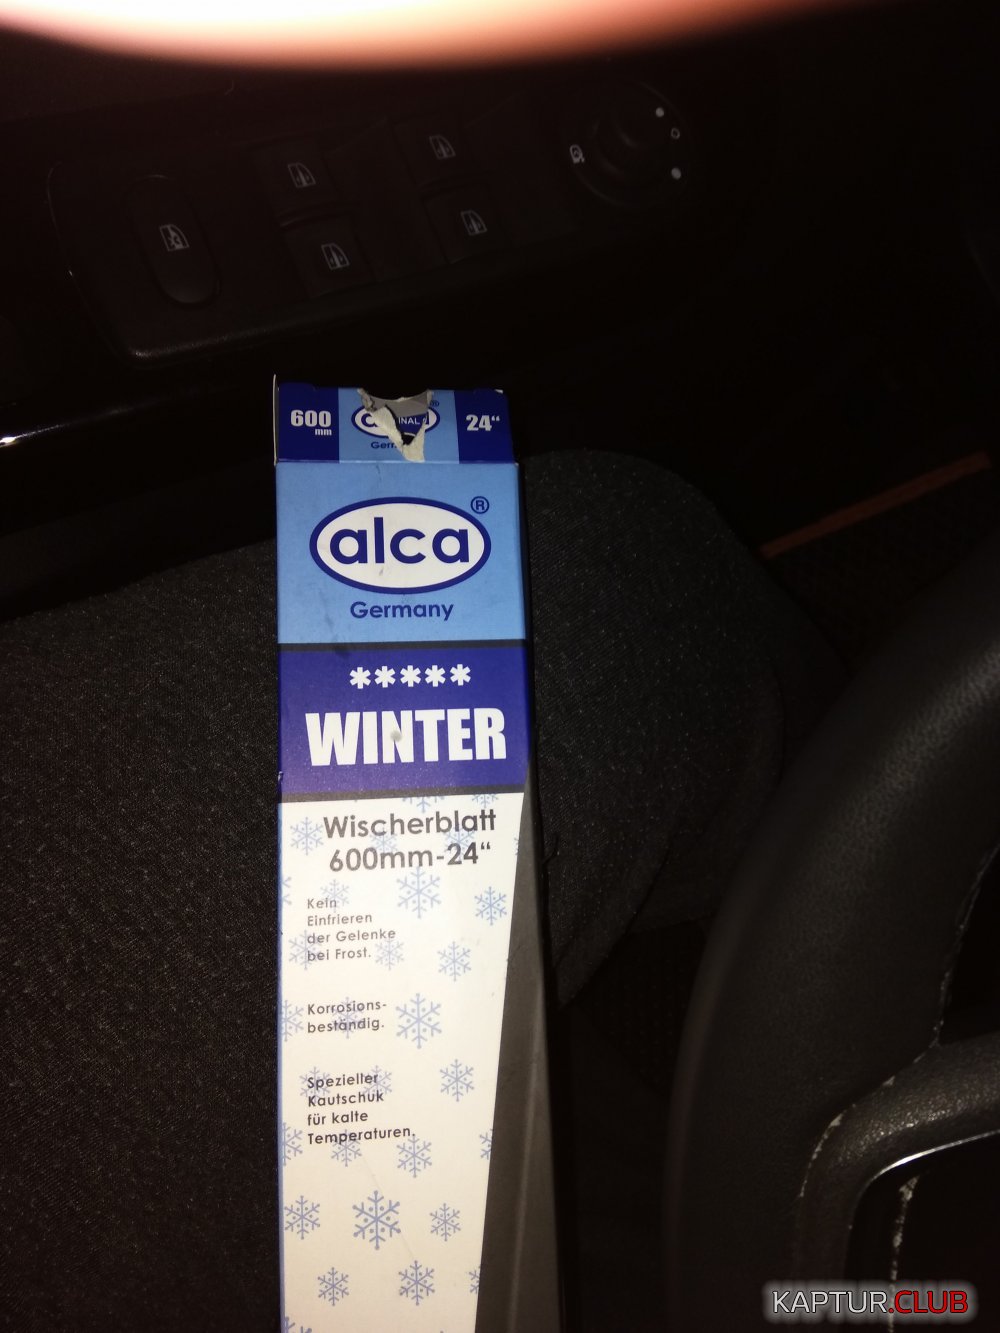 600
mm
24“
Germ
alca®
Germany
*****
WINTER
Wischerblatt
600mm-24“
Kein
Einfrieren
der Gelenke
bei Frost.
Korrosions-
beständig.
Spezieller
Kautschuk
für kalte
Temperaturen.
KAPTUR.CLUB